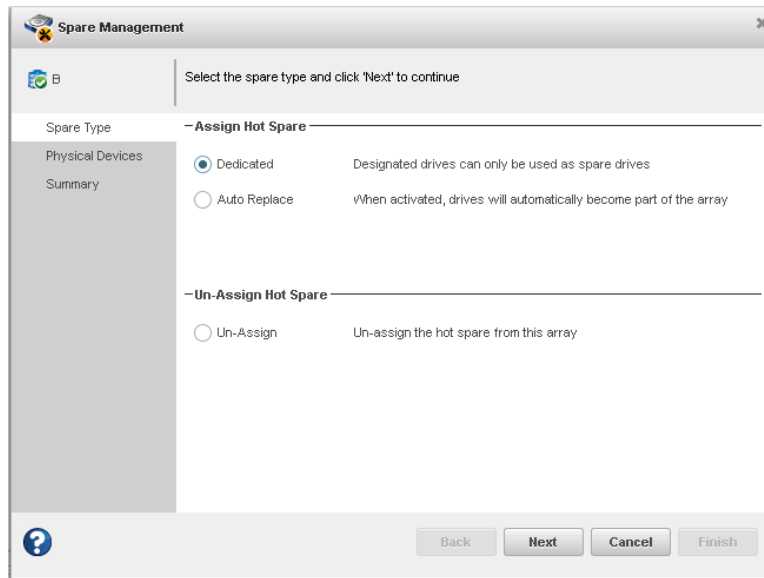 Spare Management
B
Select the spare type and click 'Next' to continue
Spare Type
Physical Devices
Summary
Assign Hot Spare
Dedicated Designated drives can only be used as spare drives
Auto Replace When activated, drives will automatically become part of the array
Un-Assign Hot Spare
Un-Assign Un-assign the hot spare from this array
? Back Next Cancel Finish